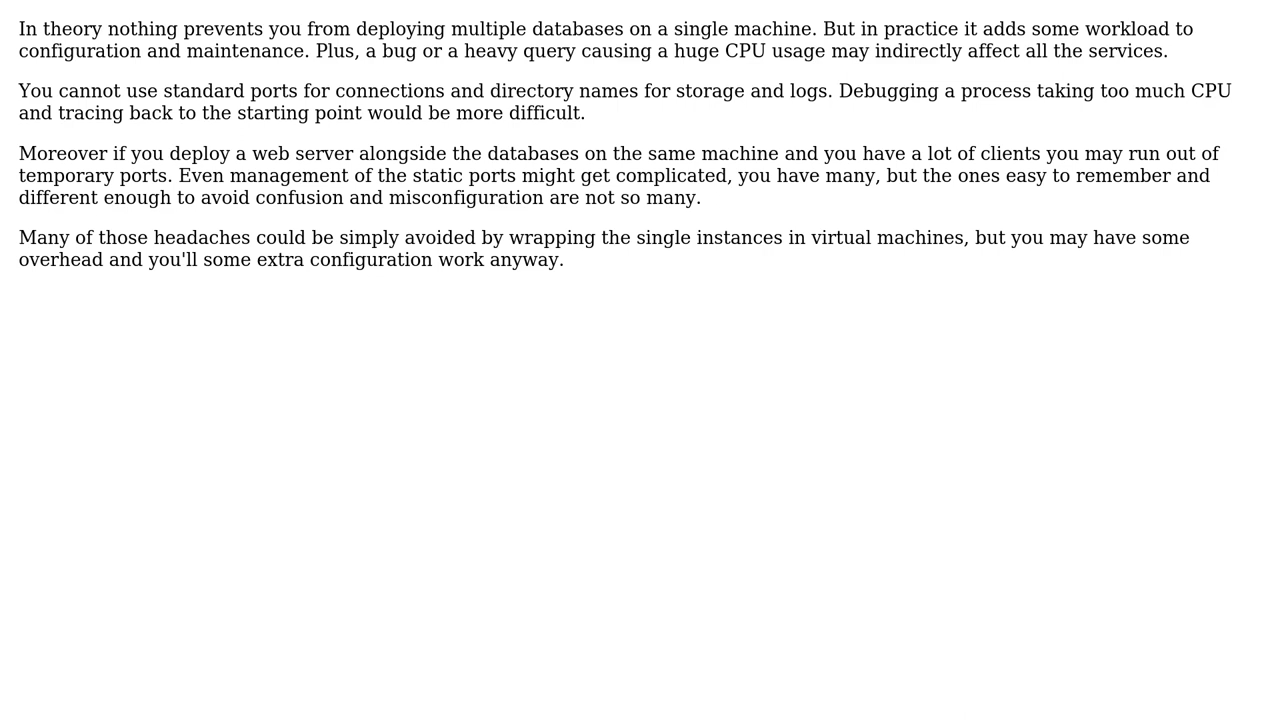 In theory nothing prevents you from deploying multiple databases on a single machine. But in practice it adds some workload to
configuration and maintenance. Plus, a bug or a heavy query causing a huge CPU usage may indirectly affect all the services.
You cannot use standard ports for connections and directory names for storage and logs. Debugging a process taking too much CPU
and tracing back to the starting point would be more difficult.
Moreover if you deploy a web server alongside the databases on the same machine and you have a lot of clients you may run out of
temporary ports. Even management of the static ports might get complicated, you have many, but the ones easy to remember and
different enough to avoid confusion and misconfiguration are not so many.
Many of those headaches could be simply avoided by wrapping the single instances in virtual machines, but you may have some
overhead and you'll some extra configuration work anyway.